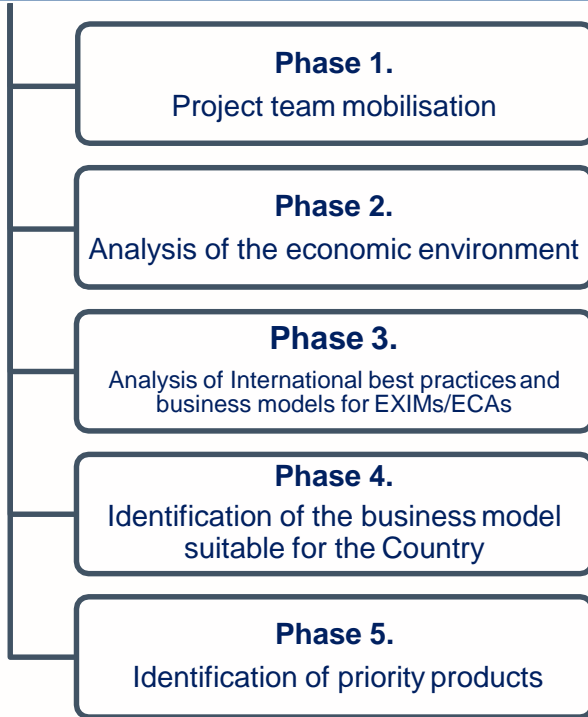 Phase 1.
Project team mobilisation
Phase 2.
Analysis of the economic environment
Phase 3.
Analysis of International best practices and
business models for EXIMs/ECAs
Phase 4.
Identification of the business model
suitable for the Country
Phase 5.
Identification of priority products